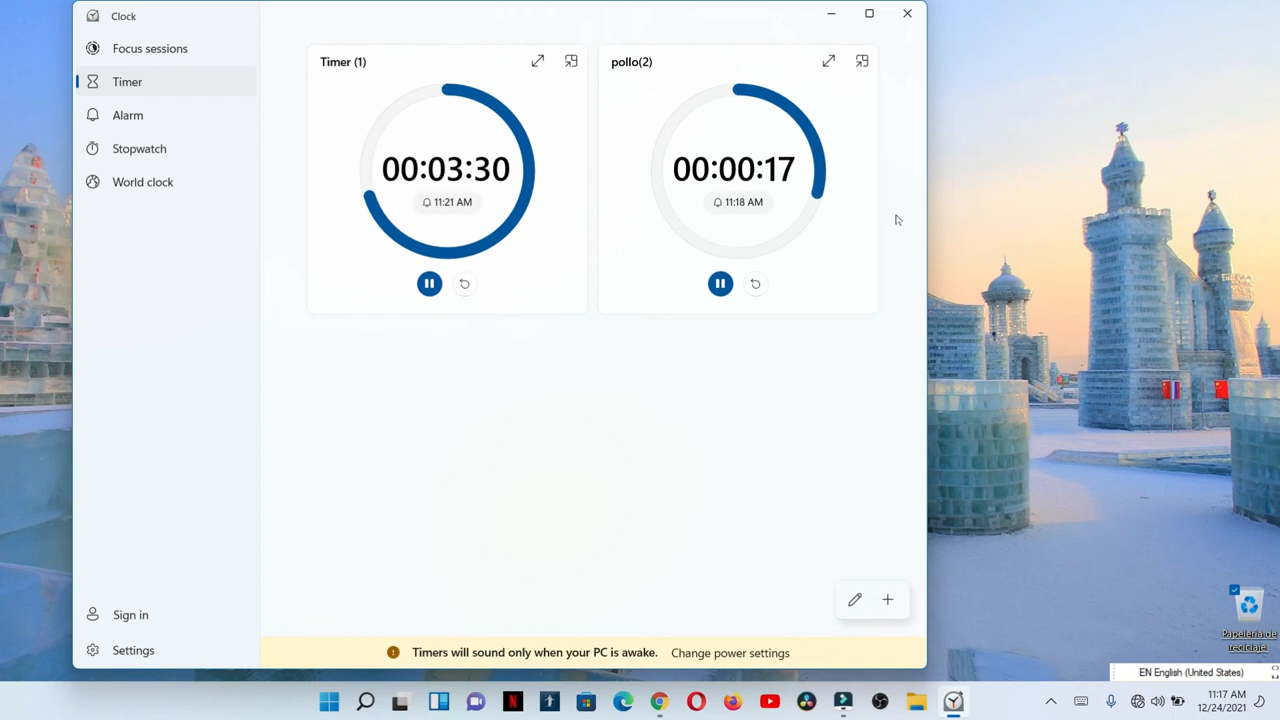 Clock
Focus sessions
Timer
Alarm
Stopwatch
World clock
Sign in
Settings
Timer (1)
00:03:30
11:21 AM
pollo(2)
00:00:17
11:18 AM
Timers will sound only when your PC is awake. Change power settings
Papelería de
reciclaje
EN English (United States)
11:17 AM
12/24/2021